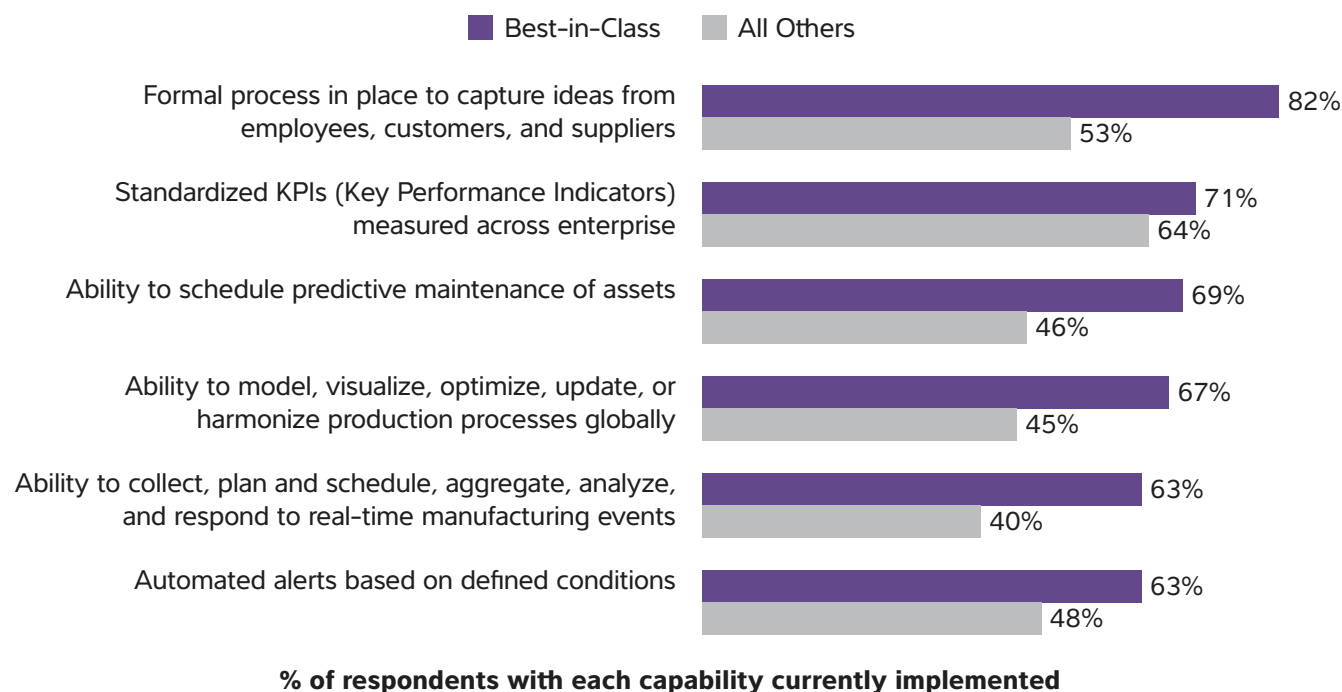 Best-in-Class All Others
Formal process in place to capture ideas from
employees, customers, and suppliers
82%
53%
Standardized KPIs (Key Performance Indicators)
measured across enterprise
71%
64%
Ability to schedule predictive maintenance of assets
69%
46%
Ability to model, visualize, optimize, update, or
harmonize production processes globally
67%
45%
Ability to collect, plan and schedule, aggregate, analyze,
and respond to real-time manufacturing events
63%
40%
Automated alerts based on defined conditions
63%
48%
% of respondents with each capability currently implemented